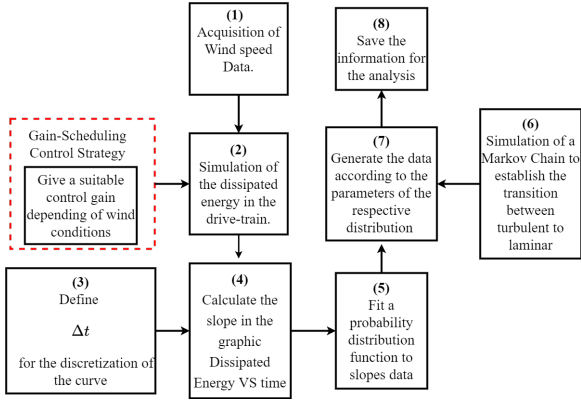 (1)
Acquisition of
Wind speed
Data.
(8)
Save the
information for
the analysis
Gain-Scheduling
Control Strategy
Give a suitable
control gain
depending of wind
conditions
(2)
Simulation of
the dissipated
energy in the
drive-train.
(7)
Generate the data
according to the
parameters of the
respective
distribution
(6)
Simulation of a
Markov Chain to
establish the
transition
between
turbulent to
laminar
(3)
Define
Δt
for the discretization of
the curve
(4)
Calculate the
slope in the
graphic
Dissipated
Energy VS time
(5)
Fit a
probability
distribution
function to
slopes data